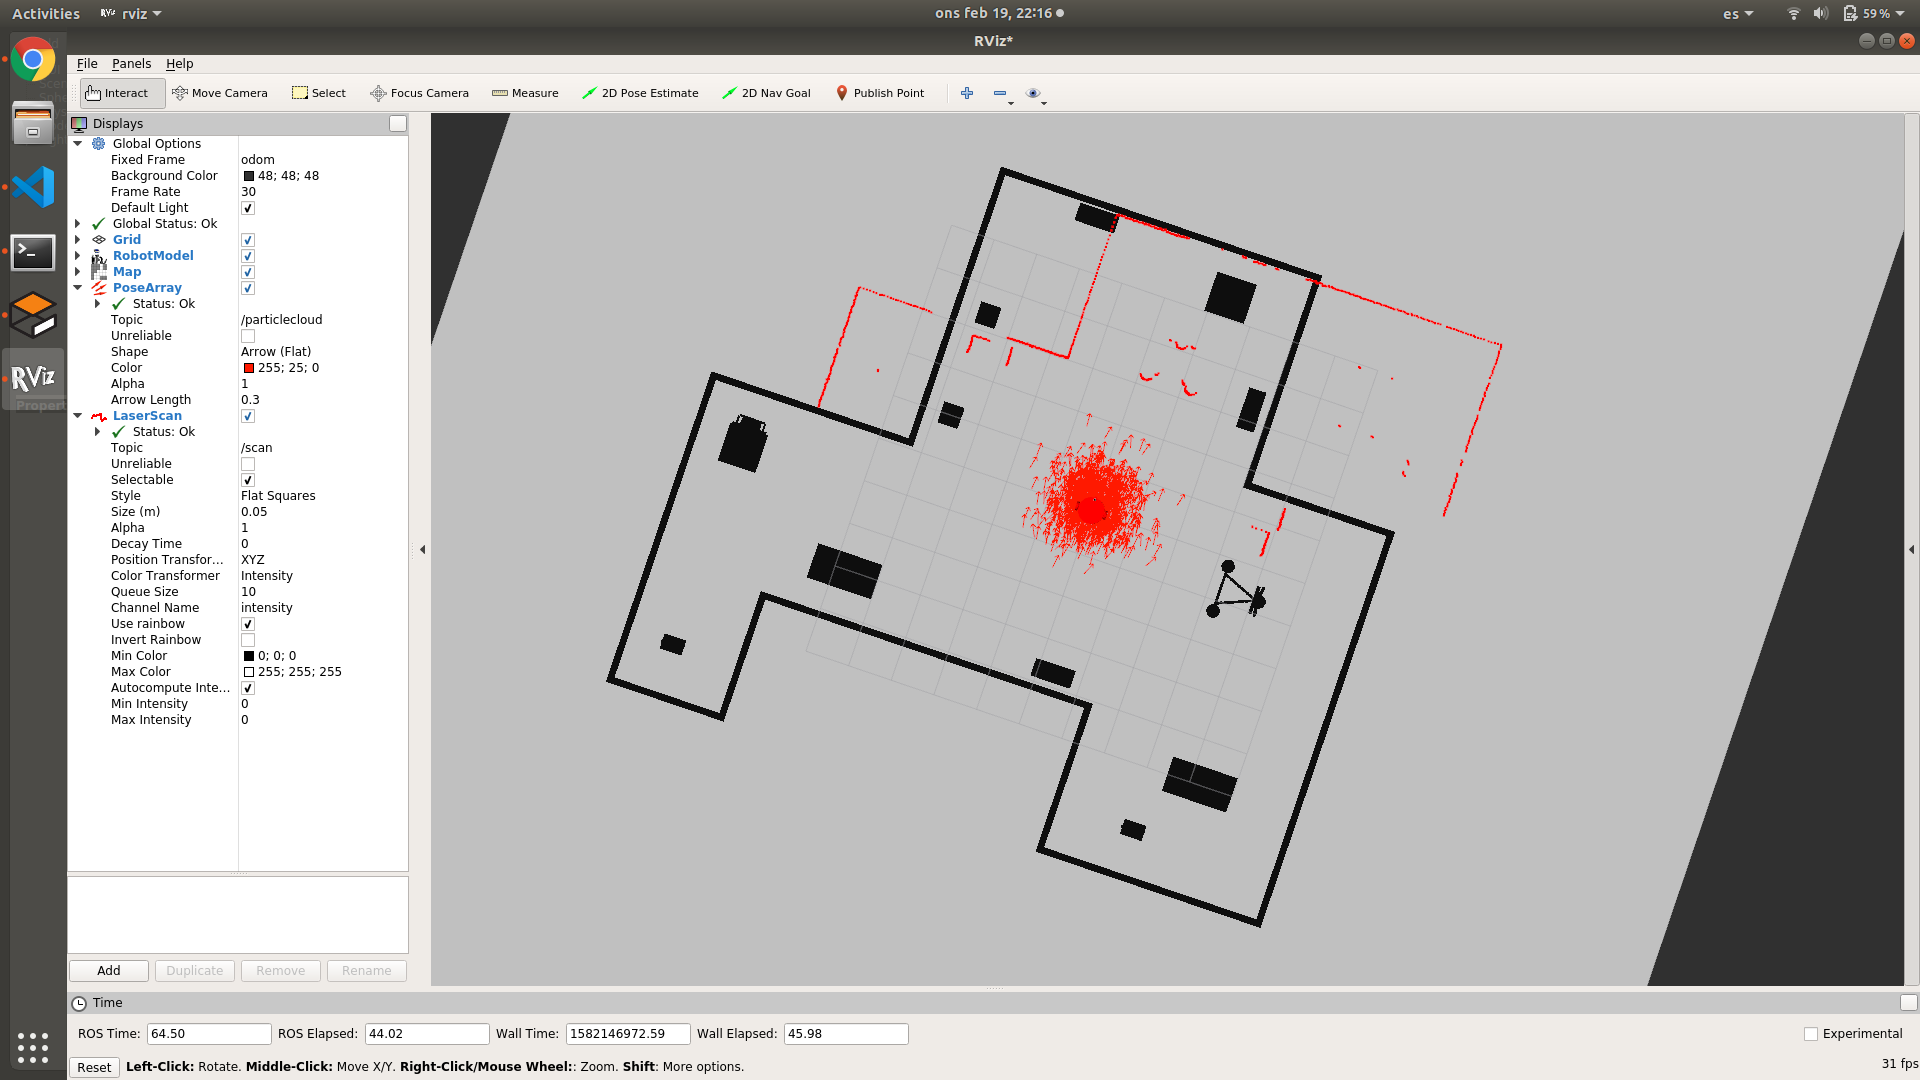 Activities
RViz
rviz
ons feb 19, 22:16
es
59 %
RViz*
File Panels Help
Interact Move Camera Select Focus Camera Measure 2D Pose Estimate 2D Nav Goal Publish Point
Displays
Global Options
Fixed Frame odom
Background Color 48; 48; 48
Frame Rate 30
Default Light
Global Status: Ok
Grid
RobotModel
Map
PoseArray
Status: Ok
Topic /particlecloud
Unreliable
Shape Arrow (Flat)
Color 255; 25; 0
Alpha 1
Arrow Length 0.3
LaserScan
Status: Ok
Topic /scan
Unreliable
Selectable
Style Flat Squares
Size (m) 0.05
Alpha 1
Decay Time 0
Position Transfor... XYZ
Color Transformer Intensity
Queue Size 10
Channel Name intensity
Use rainbow
Invert Rainbow
Min Color 0; 0; 0
Max Color 255; 255; 255
Autocompute Inte...
Min Intensity 0
Max Intensity 0
RViz
Propert
Add Duplicate Remove Rename
Time
ROS Time: 64.50 ROS Elapsed: 44.02 Wall Time: 1582146972.59 Wall Elapsed: 45.98 Experimental
Reset Left-Click: Rotate. Middle-Click: Move X/Y. Right-Click/Mouse Wheel:: Zoom. Shift: More options. 31 fps